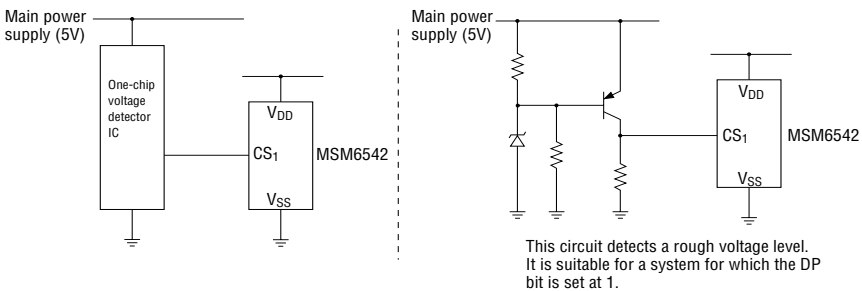 Main power
supply (5V)
One-chip
voltage
detector
IC
VDD
CS1
VSS
MSM6542
Main power
supply (5V)
VDD
CS1
VSS
MSM6542
This circuit detects a rough voltage level.
It is suitable for a system for which the DP
bit is set at 1.